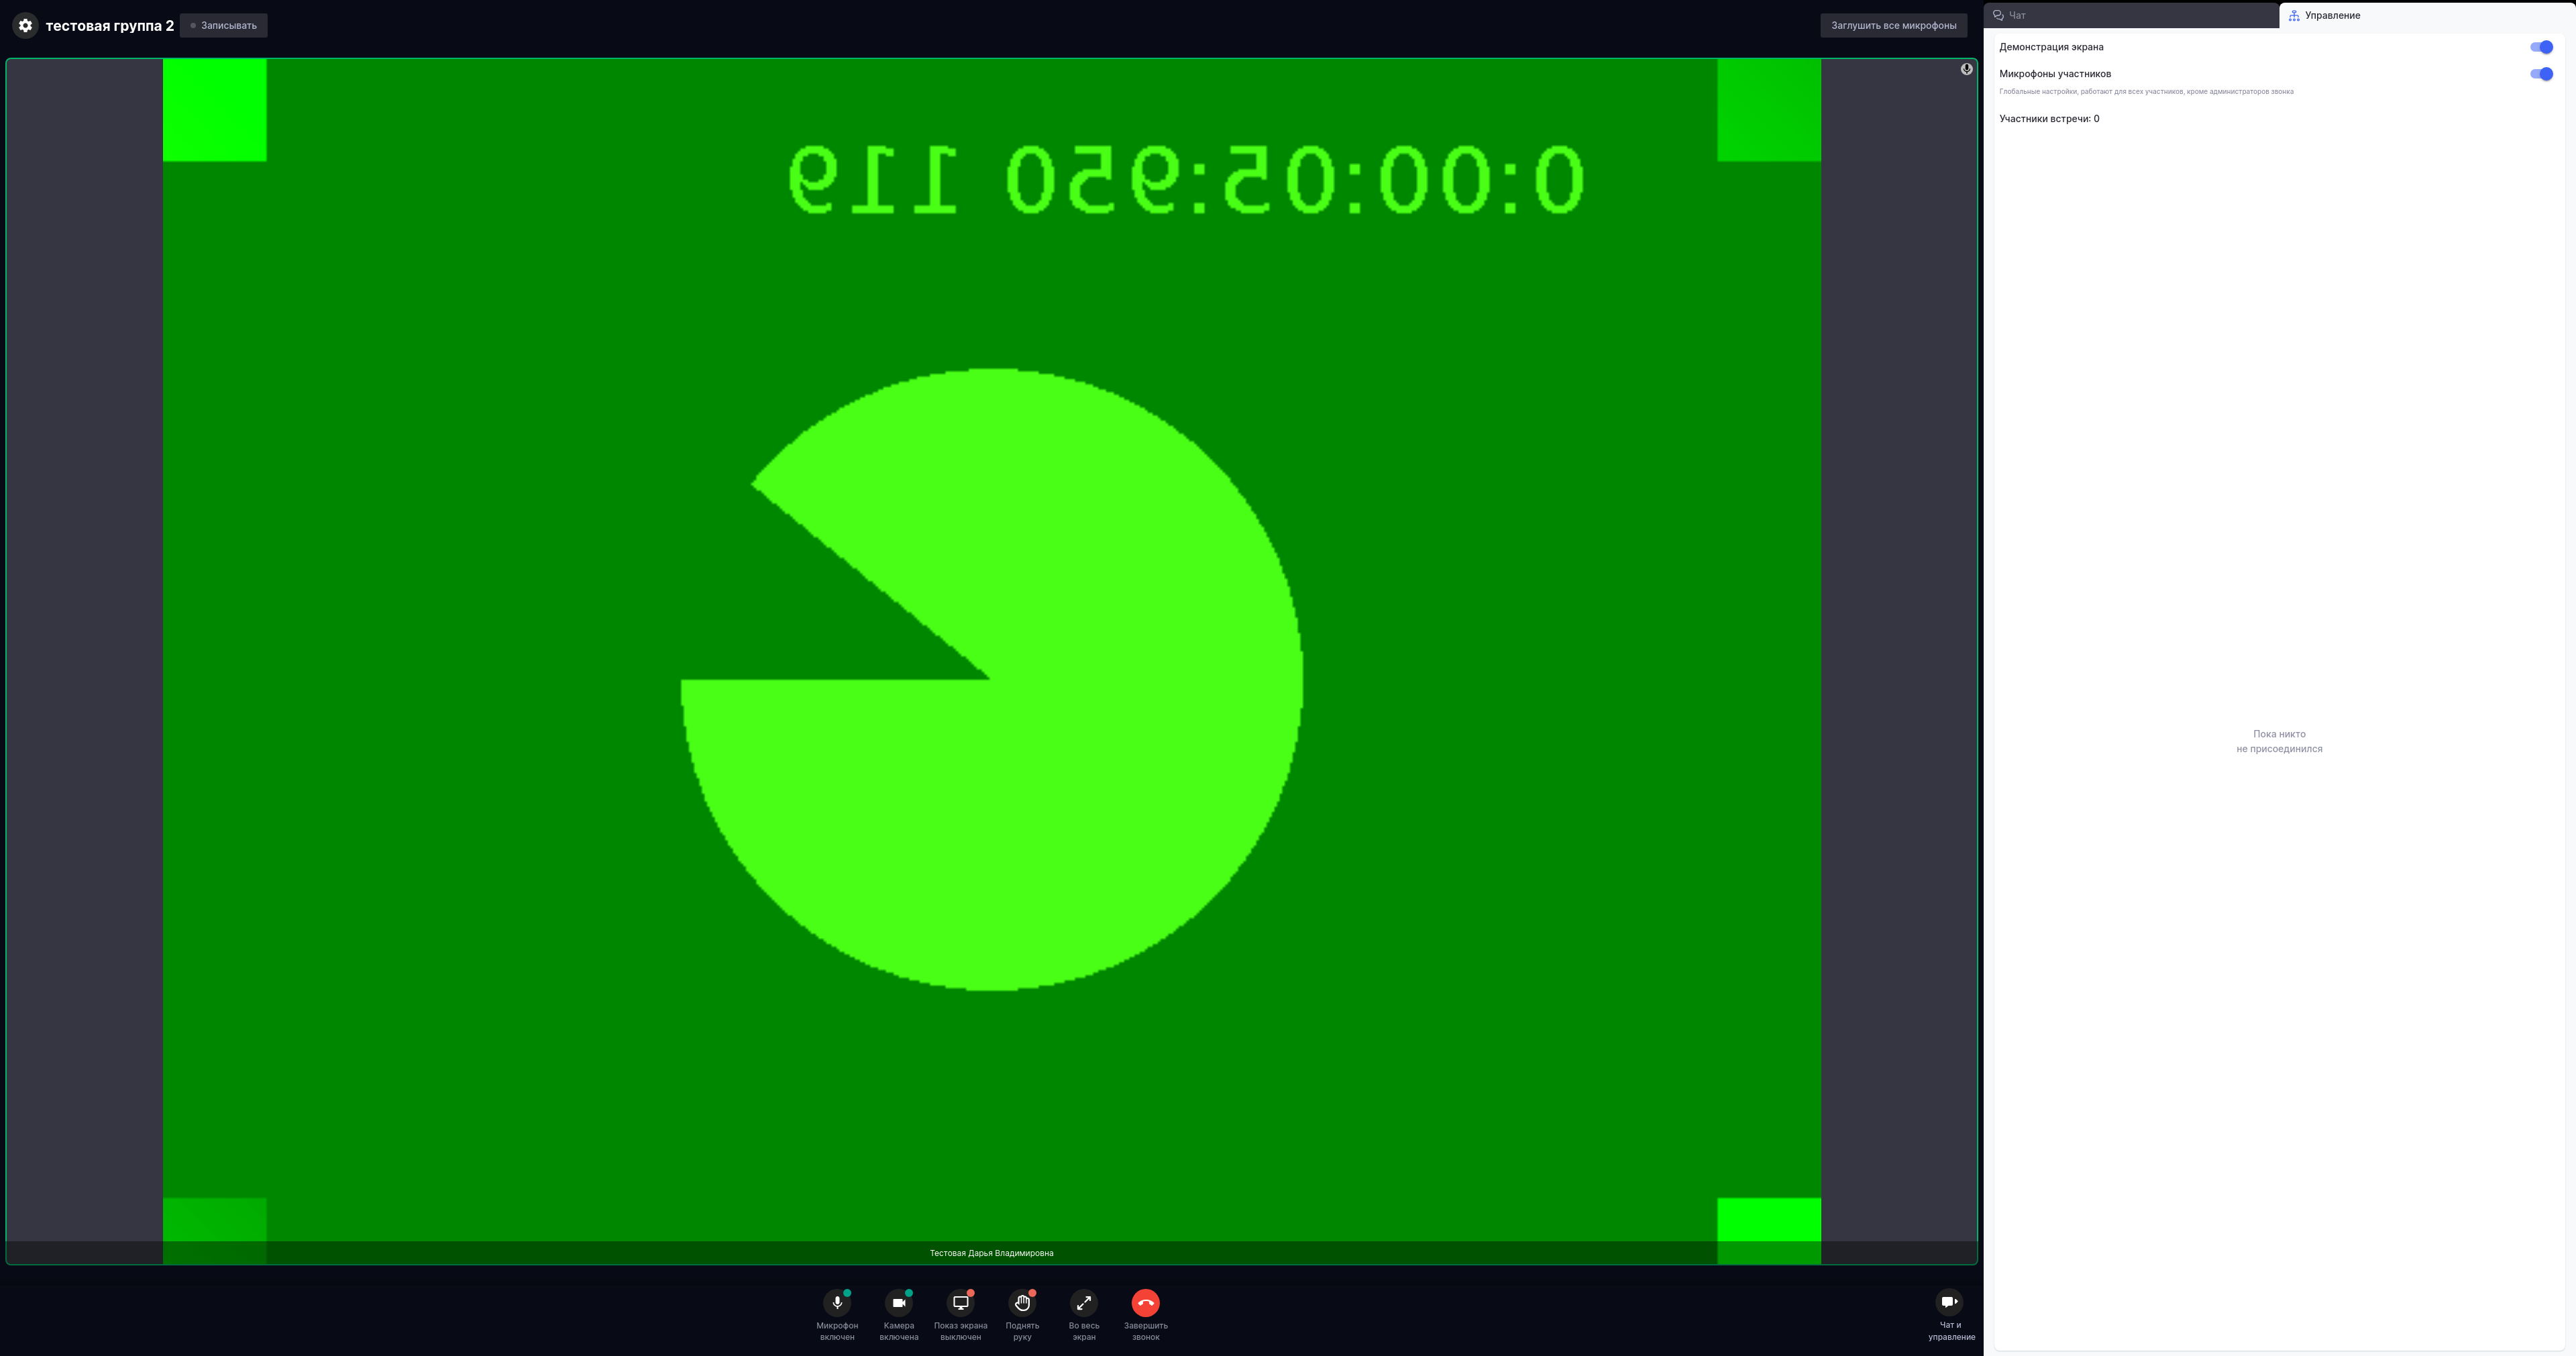 тестовая группа 2
Записывать
Заглушить все микрофоны
0:00:05:950 119
Тестовая Дарья Владимировна
Микрофон
включен
Камера
включена
Показ экрана
выключен
Поднять
руку
Во весь
экран
Завершить
звонок
Чат и
управление
Чат
Управление
Демонстрация экрана
Микрофоны участников
Глобальные настройки, работают для всех участников, кроме администраторов звонка
Участники встречи: 0
Пока никто
не присоединился